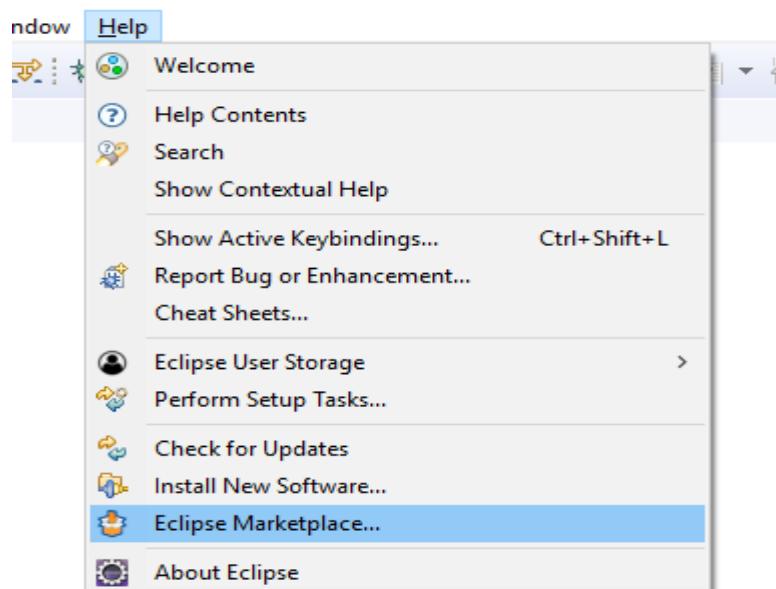 ndow Help
Welcome
Help Contents
Search
Show Contextual Help
Show Active Keybindings... Ctrl+Shift+L
Report Bug or Enhancement...
Cheat Sheets...
Eclipse User Storage
Perform Setup Tasks...
Check for Updates
Install New Software...
Eclipse Marketplace...
About Eclipse